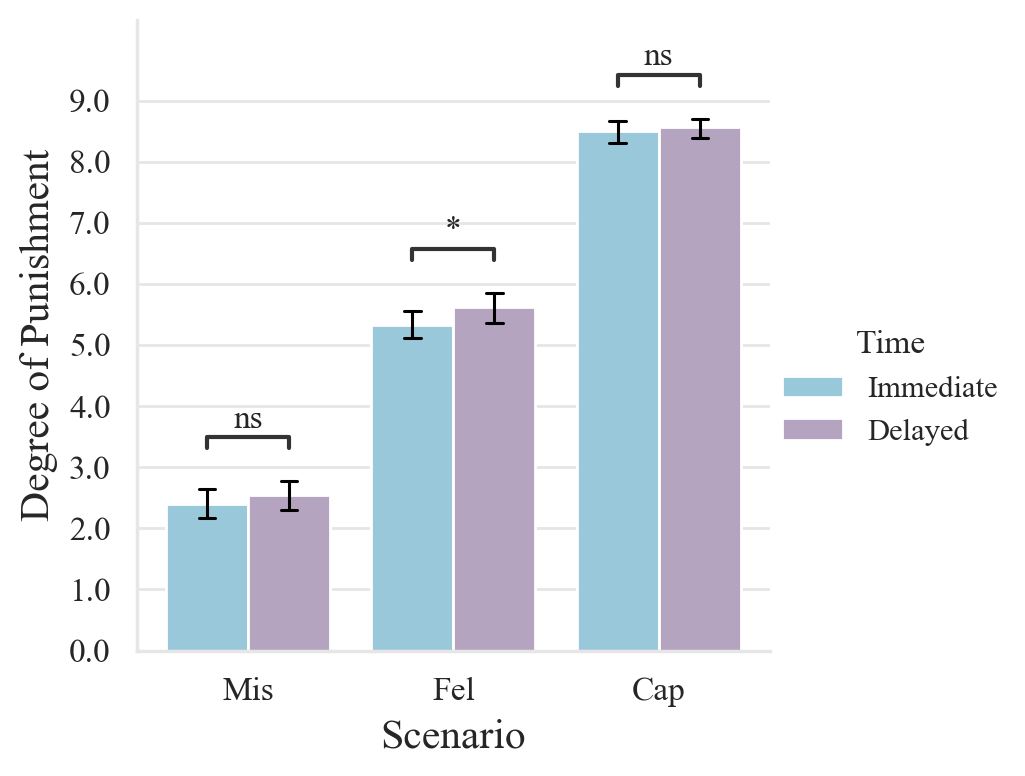 ns
9.0
8.0
7.0
*
6.0
5.0
4.0
ns
3.0
2.0
1.0
0.0
Degree of Punishment
Mis Fel Cap
Scenario
Time
Immediate
Delayed